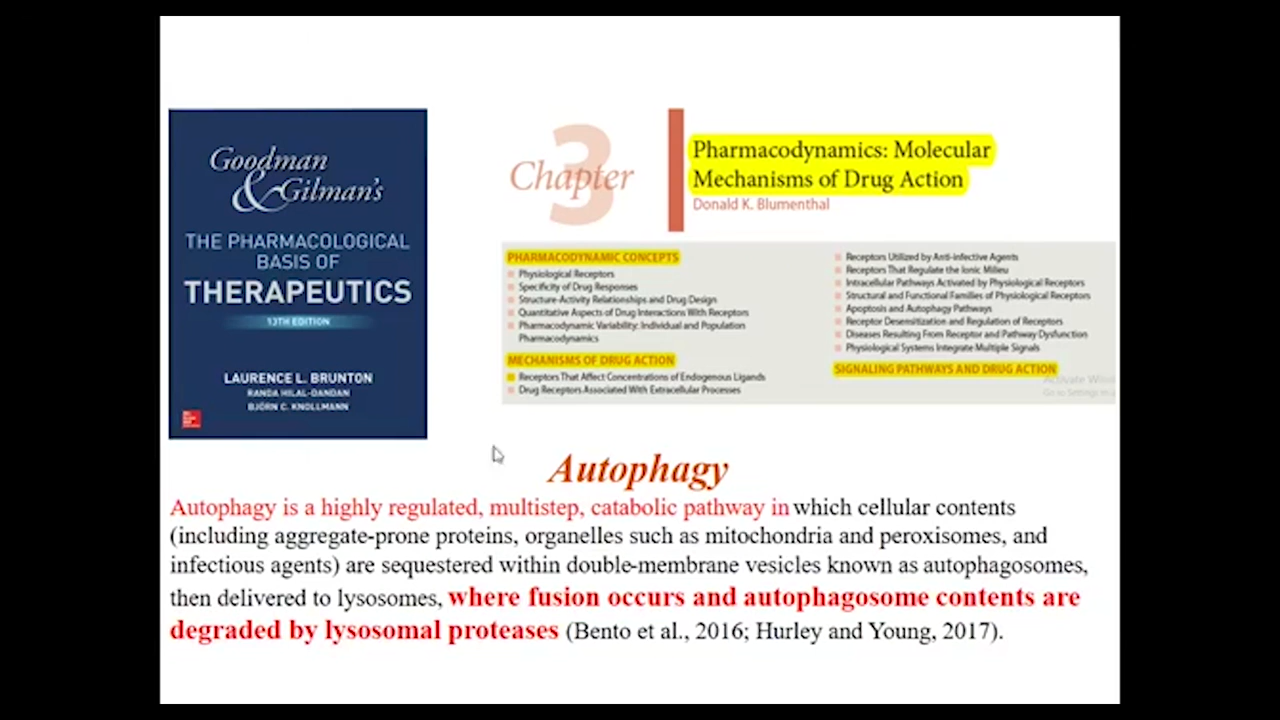 Goodman
& Gilman's
THE PHARMACOLOGICAL
BASIS OF
THERAPEUTICS
13TH EDITION
LAURENCE L. BRUNTON
RANDA HILAL-DANDAN
BJÖRN C. KNOLLMANN
3
Chapter
Pharmacodynamics: Molecular
Mechanisms of Drug Action
Donald K. Blumenthal
PHARMACODYNAMIC CONCEPTS
Physiological Receptors
Specificity of Drug Responses
Structure-Activity Relationships and Drug Design
Quantitative Aspects of Drug Interactions With Receptors
Pharmacodynamic Variability: Individual and Population
Pharmacodynamics
MECHANISMS OF DRUG ACTION
Receptors That Affect Concentrations of Endogenous Ligands
Drug Receptors Associated With Extracellular Processes
Receptors Utilized by Anti-infective Agents
Receptors That Regulate the Ionic Milieu
Intracellular Pathways Activated by Physiological Receptors
Structural and Functional Families of Physiological Receptors
Apoptosis and Autophagy Pathways
Receptor Desensitization and Regulation of Receptors
Diseases Resulting From Receptor and Pathway Dysfunction
Physiological Systems Integrate Multiple Signals
SIGNALING PATHWAYS AND DRUG ACTION
Activate
Go to Settings
Autophagy
Autophagy is a highly regulated, multistep, catabolic pathway in which cellular contents
(including aggregate-prone proteins, organelles such as mitochondria and peroxisomes, and
infectious agents) are sequestered within double-membrane vesicles known as autophagosomes,
then delivered to lysosomes, where fusion occurs and autophagosome contents are
degraded by lysosomal proteases (Bento et al., 2016; Hurley and Young, 2017).